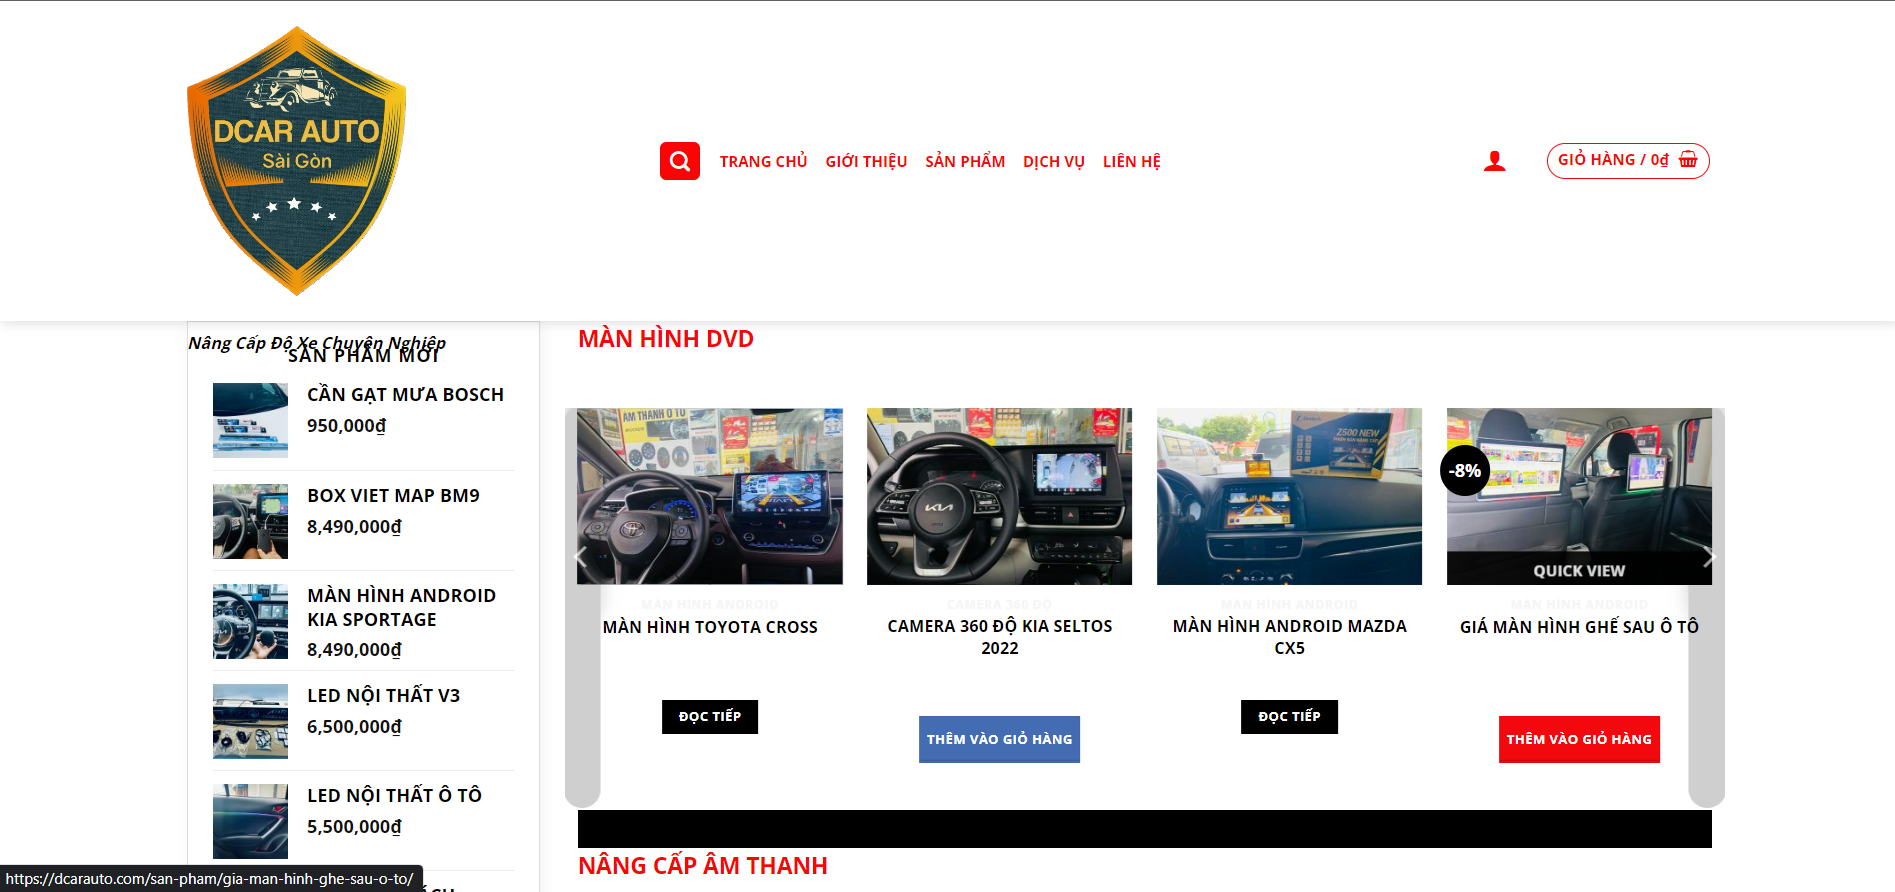 DCAR AUTO
Sài Gòn
TRANG CHỦ
GIỚI THIỆU
SẢN PHẨM
DỊCH VỤ
LIÊN HỆ
GIỎ HÀNG / 0₫
Nâng Cấp Độ Xe Chuyên Nghiệp
SẢN PHẨM MỚI
CẦN GẠT MƯA BOSCH
950,000₫
BOX VIET MAP BM9
8,490,000₫
MÀN HÌNH ANDROID
KIA SPORTAGE
8,490,000₫
LED NỘI THẤT V3
6,500,000₫
LED NỘI THẤT Ô TÔ
5,500,000₫
MÀN HÌNH DVD
ÂM THANH Ô TÔ
KIA
Z500 NEW
-8%
QUICK VIEW
MÀN HÌNH ANDROID
MÀN HÌNH TOYOTA CROSS
CAMERA 360 ĐỘ
CAMERA 360 ĐỘ KIA SELTOS
2022
MÀN HÌNH ANDROID
MÀN HÌNH ANDROID MAZDA
CX5
MÀN HÌNH ANDROID
GIÁ MÀN HÌNH GHẾ SAU Ô TÔ
ĐỌC TIẾP
THÊM VÀO GIỎ HÀNG
ĐỌC TIẾP
THÊM VÀO GIỎ HÀNG
NÂNG CẤP ÂM THANH
https://dcarauto.com/san-pham/gia-man-hinh-ghe-sau-o-to/